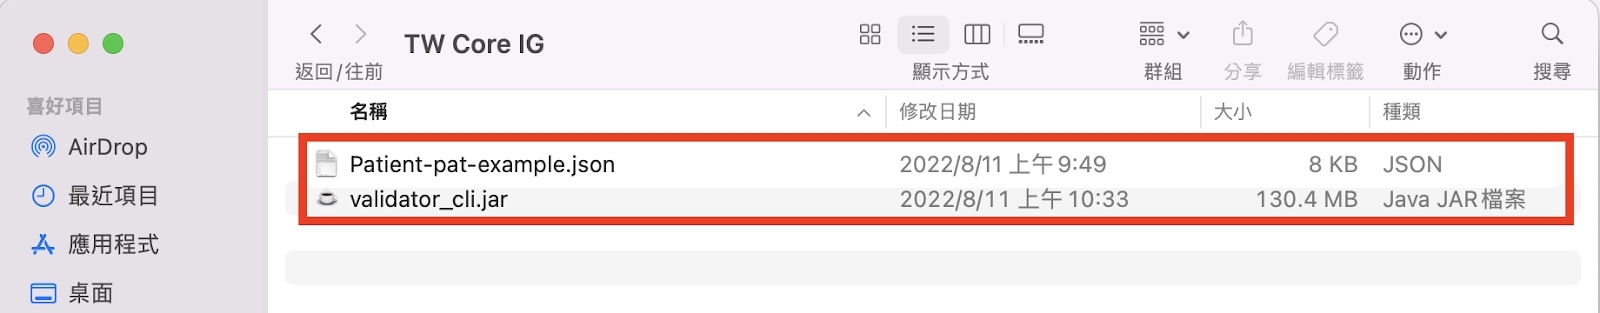 TW Core IG
返回/往前
顯示方式
群組
分享
編輯標籤
動作
搜尋
喜好項目
AirDrop
最近項目
應用程式
桌面
名稱 修改日期 大小 種類
Patient-pat-example.json 2022/8/11 上午 9:49 8 KB JSON
validator_cli.jar 2022/8/11 上午 10:33 130.4 MB Java JAR檔案